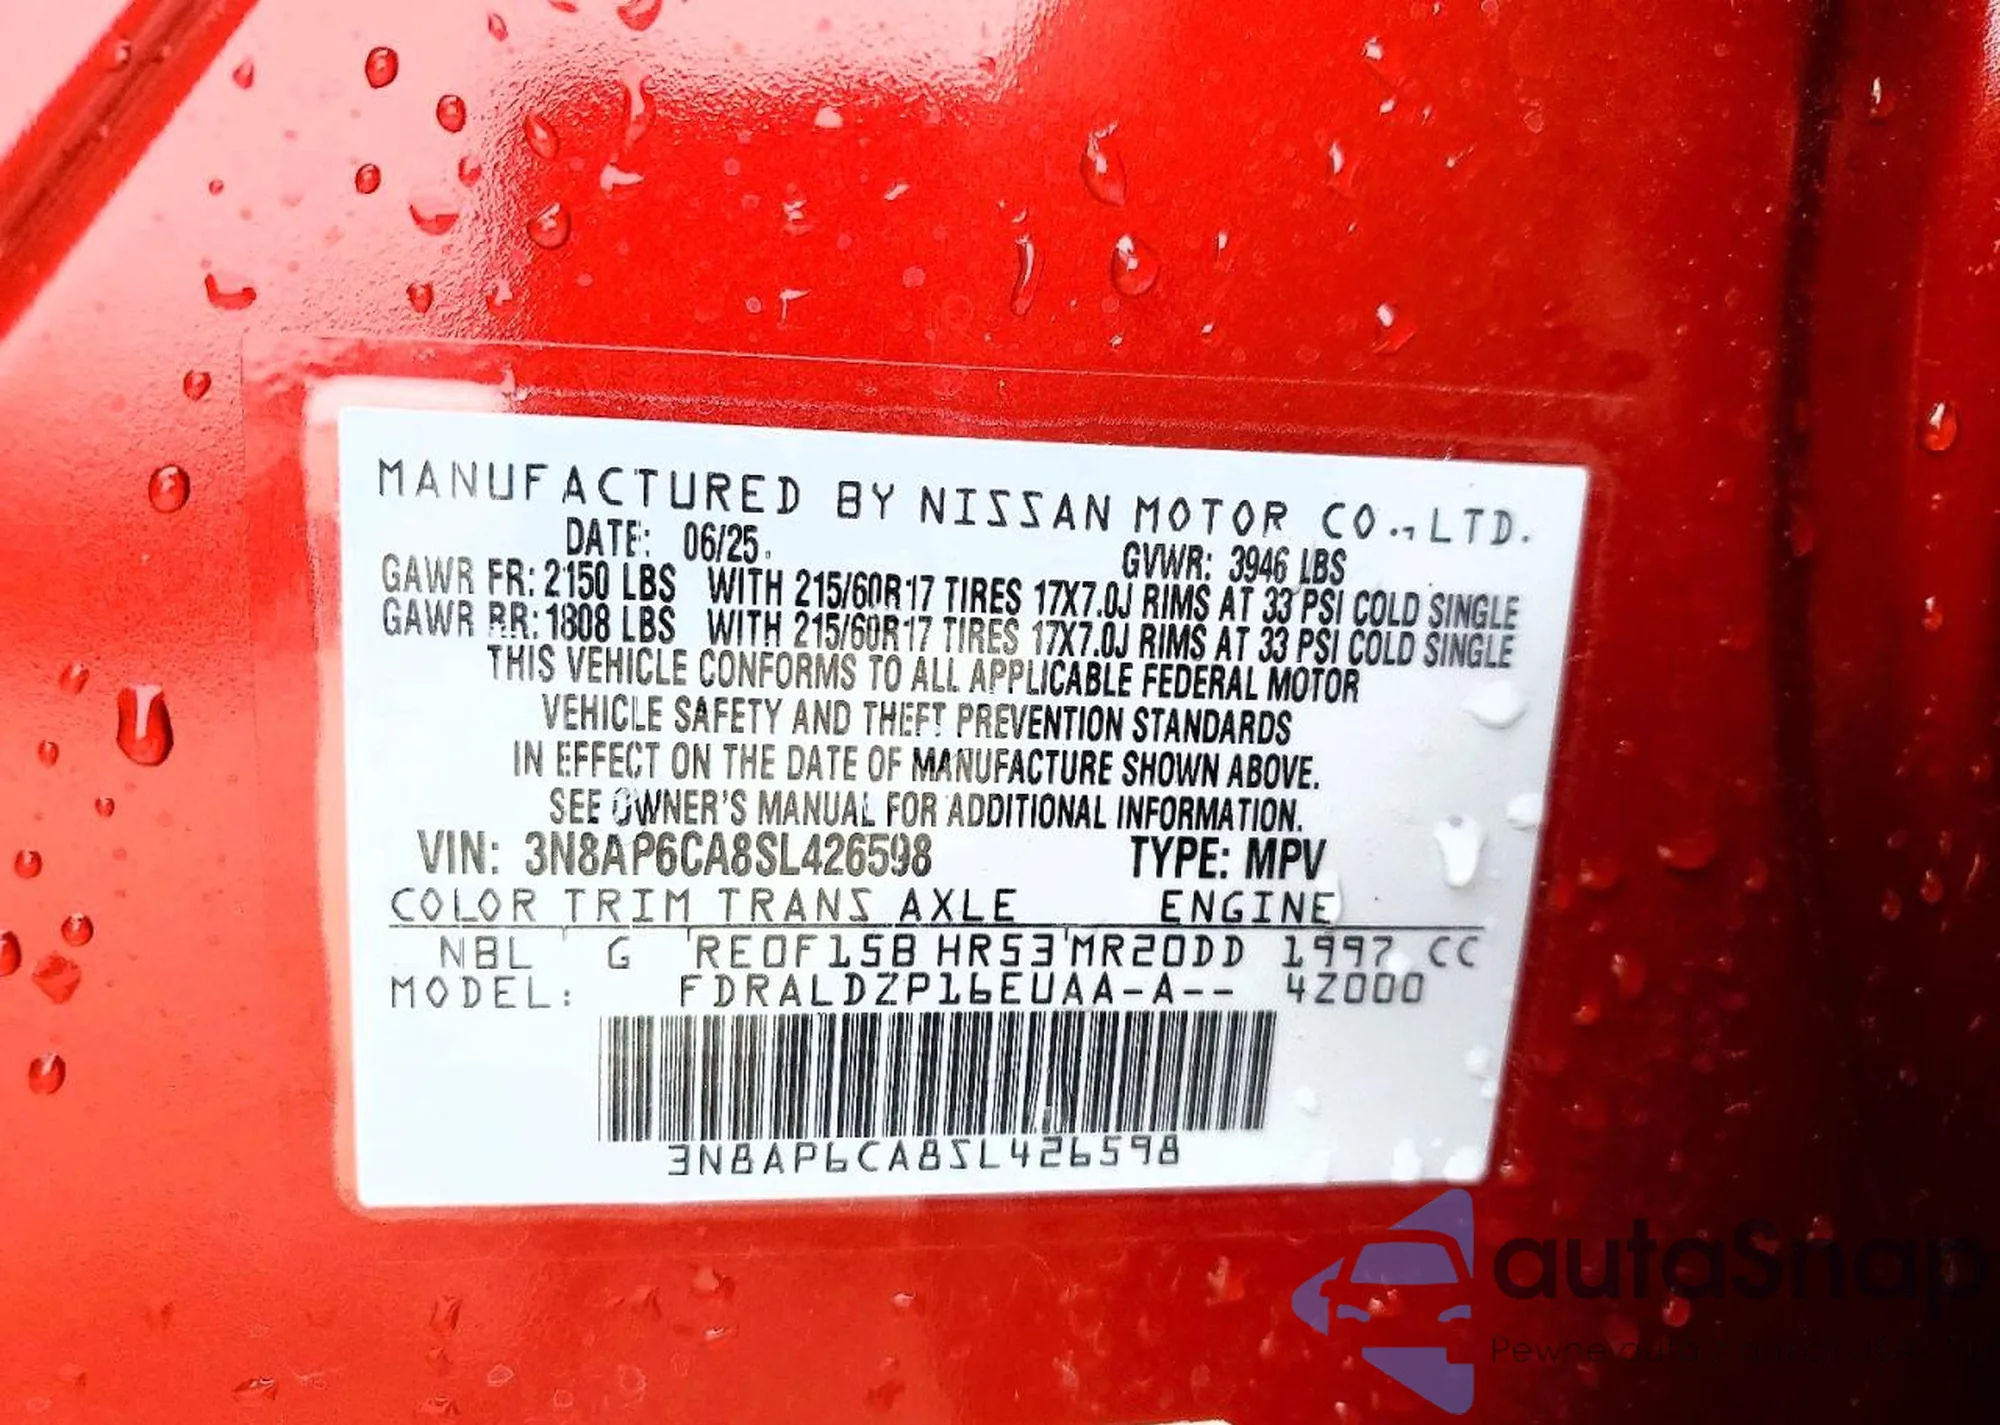 MANUFACTURED BY NISSAN MOTOR CO., LTD.
DATE: 06/25. GVWR: 3946 LBS
GAWR FR: 2150 LBS WITH 215/60R17 TIRES 17X7.0J RIMS AT 33 PSI COLD SINGLE
GAWR RR: 1808 LBS WITH 215/60R17 TIRES 17X7.0J RIMS AT 33 PSI COLD SINGLE
THIS VEHICLE CONFORMS TO ALL APPLICABLE FEDERAL MOTOR
VEHICLE SAFETY AND THEFT PREVENTION STANDARDS
IN EFFECT ON THE DATE OF MANUFACTURE SHOWN ABOVE.
SEE OWNER'S MANUAL FOR ADDITIONAL INFORMATION.
VIN: 3N8AP6CA8SL426598 TYPE: MPV
COLOR TRIM TRANS AXLE ENGINE
NBL G RE0F15B HR53 MR20DD 1997 CC
MODEL: FDRALDZP16EUAA-A-- 4Z000
3N8AP6CA8SL426598
autaSnap
Pewne auta